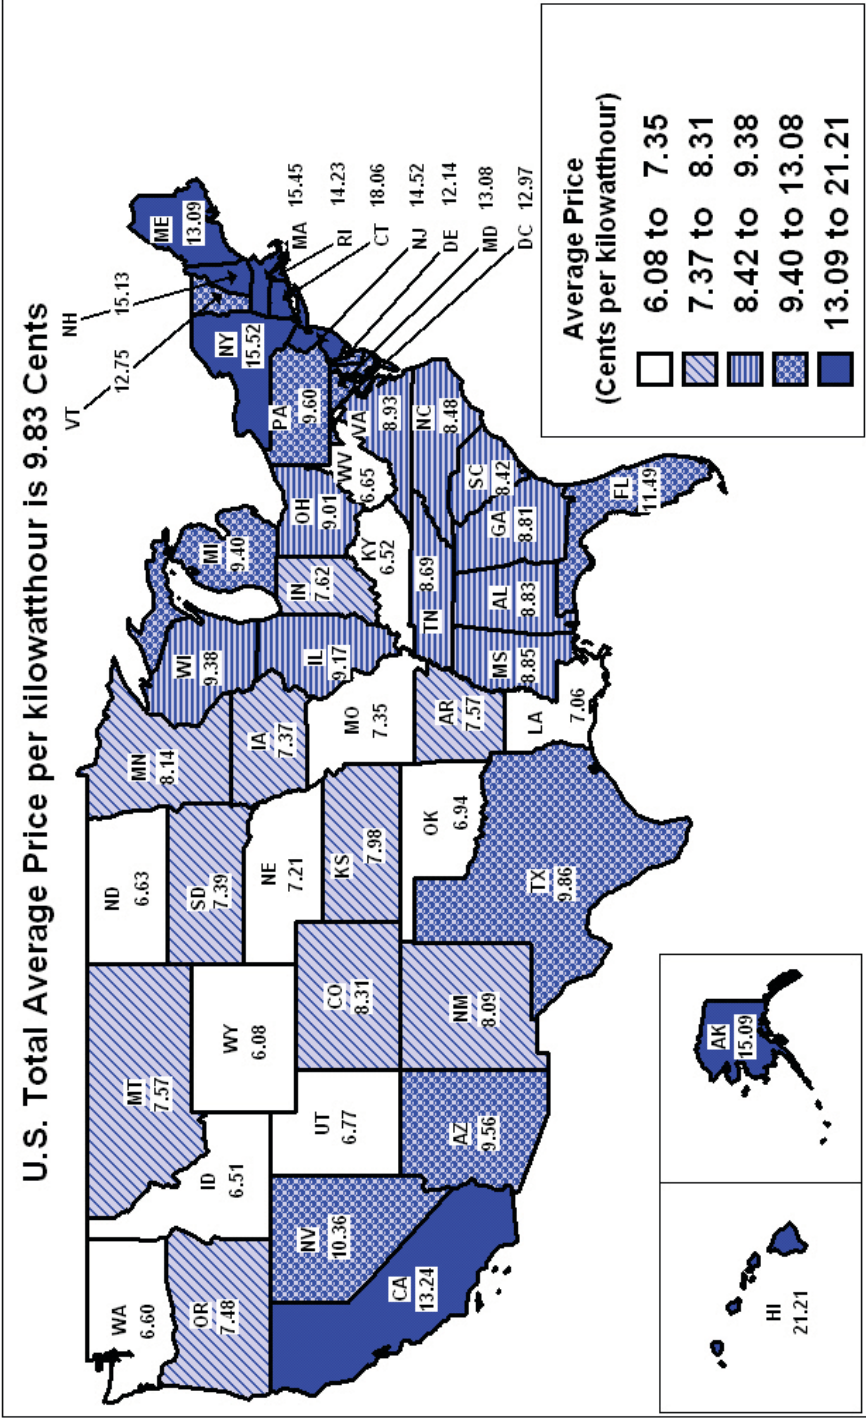 U.S. Total Average Price per kilowatthour is 9.83 Cents
WA
6.60
OR
7.48
CA
13.24
NV
10.36
ID
6.51
MT
7.57
WY
6.08
UT
6.77
AZ
9.56
CO
8.31
NM
8.09
ND
6.63
SD
7.39
NE
7.21
KS
7.98
OK
6.94
TX
9.86
MN
8.14
IA
7.37
MO
7.35
AR
7.57
LA
7.06
WI
9.38
IL
9.17
MI
9.40
IN
7.62
OH
9.01
KY
6.52
WV
6.65
TN 8.69
MS
8.85
AL
8.83
GA
8.81
FL
11.49
SC
8.42
NC
8.48
VA
8.93
PA
9.60
NY
15.52
VT
12.75
NH
15.13
ME
13.09
MA 15.45
RI 14.23
CT 18.06
NJ 14.52
DE 12.14
MD 13.08
DC 12.97
AK
15.09
HI
21.21
Average Price
(Cents per kilowatthour)
6.08 to 7.35
7.37 to 8.31
8.42 to 9.38
9.40 to 13.08
13.09 to 21.21